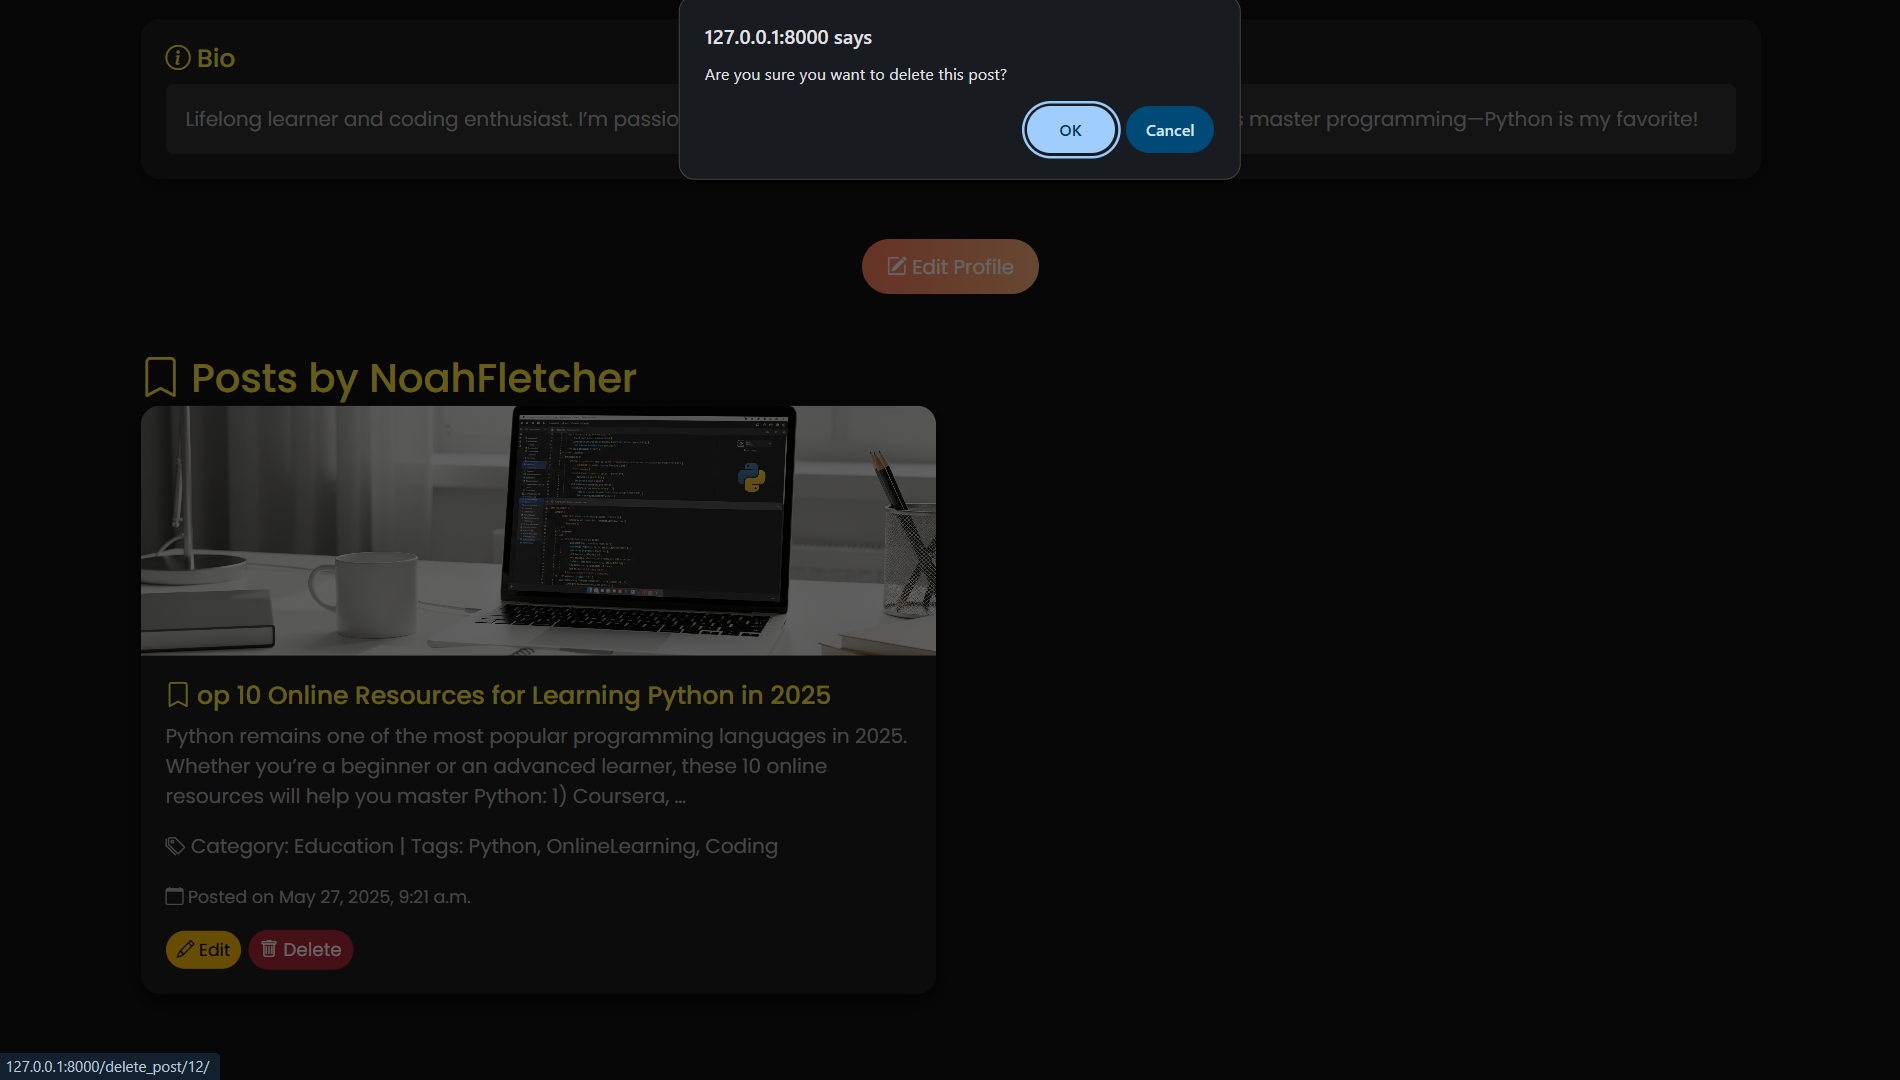 127.0.0.1:8000 says
Are you sure you want to delete this post?
OK
Cancel
Bio
Lifelong learner and coding enthusiast. I’m passio
s master programming—Python is my favorite!
Edit Profile
Posts by NoahFletcher
op 10 Online Resources for Learning Python in 2025
Python remains one of the most popular programming languages in 2025.
Whether you’re a beginner or an advanced learner, these 10 online
resources will help you master Python: 1) Coursera, …
Category: Education | Tags: Python, OnlineLearning, Coding
Posted on May 27, 2025, 9:21 a.m.
Edit
Delete
127.0.0.1:8000/delete_post/12/